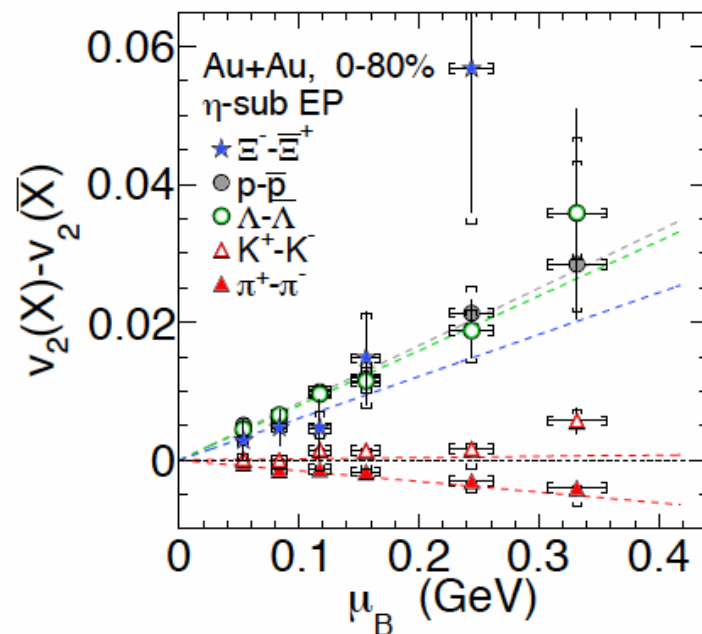 Au+Au, 0-80%
η-sub EP
Ξ⁻-Ξ̅⁺
p-p̅
Λ-Λ̅
K⁺-K⁻
π⁺-π⁻
v₂(X)-v₂(X̅)
0.06
0.04
0.02
0
0 0.1 0.2 0.3 0.4
μ_B (GeV)